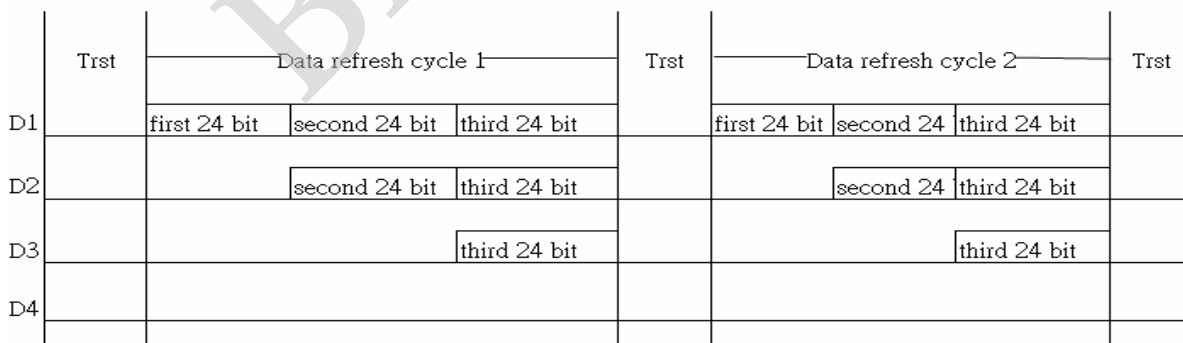 Trst Data refresh cycle 1 Trst Data refresh cycle 2 Trst
D1 first 24 bit second 24 bit third 24 bit first 24 bit second 24 third 24 bit
D2 second 24 bit third 24 bit second 24 third 24 bit
D3 third 24 bit third 24 bit
D4